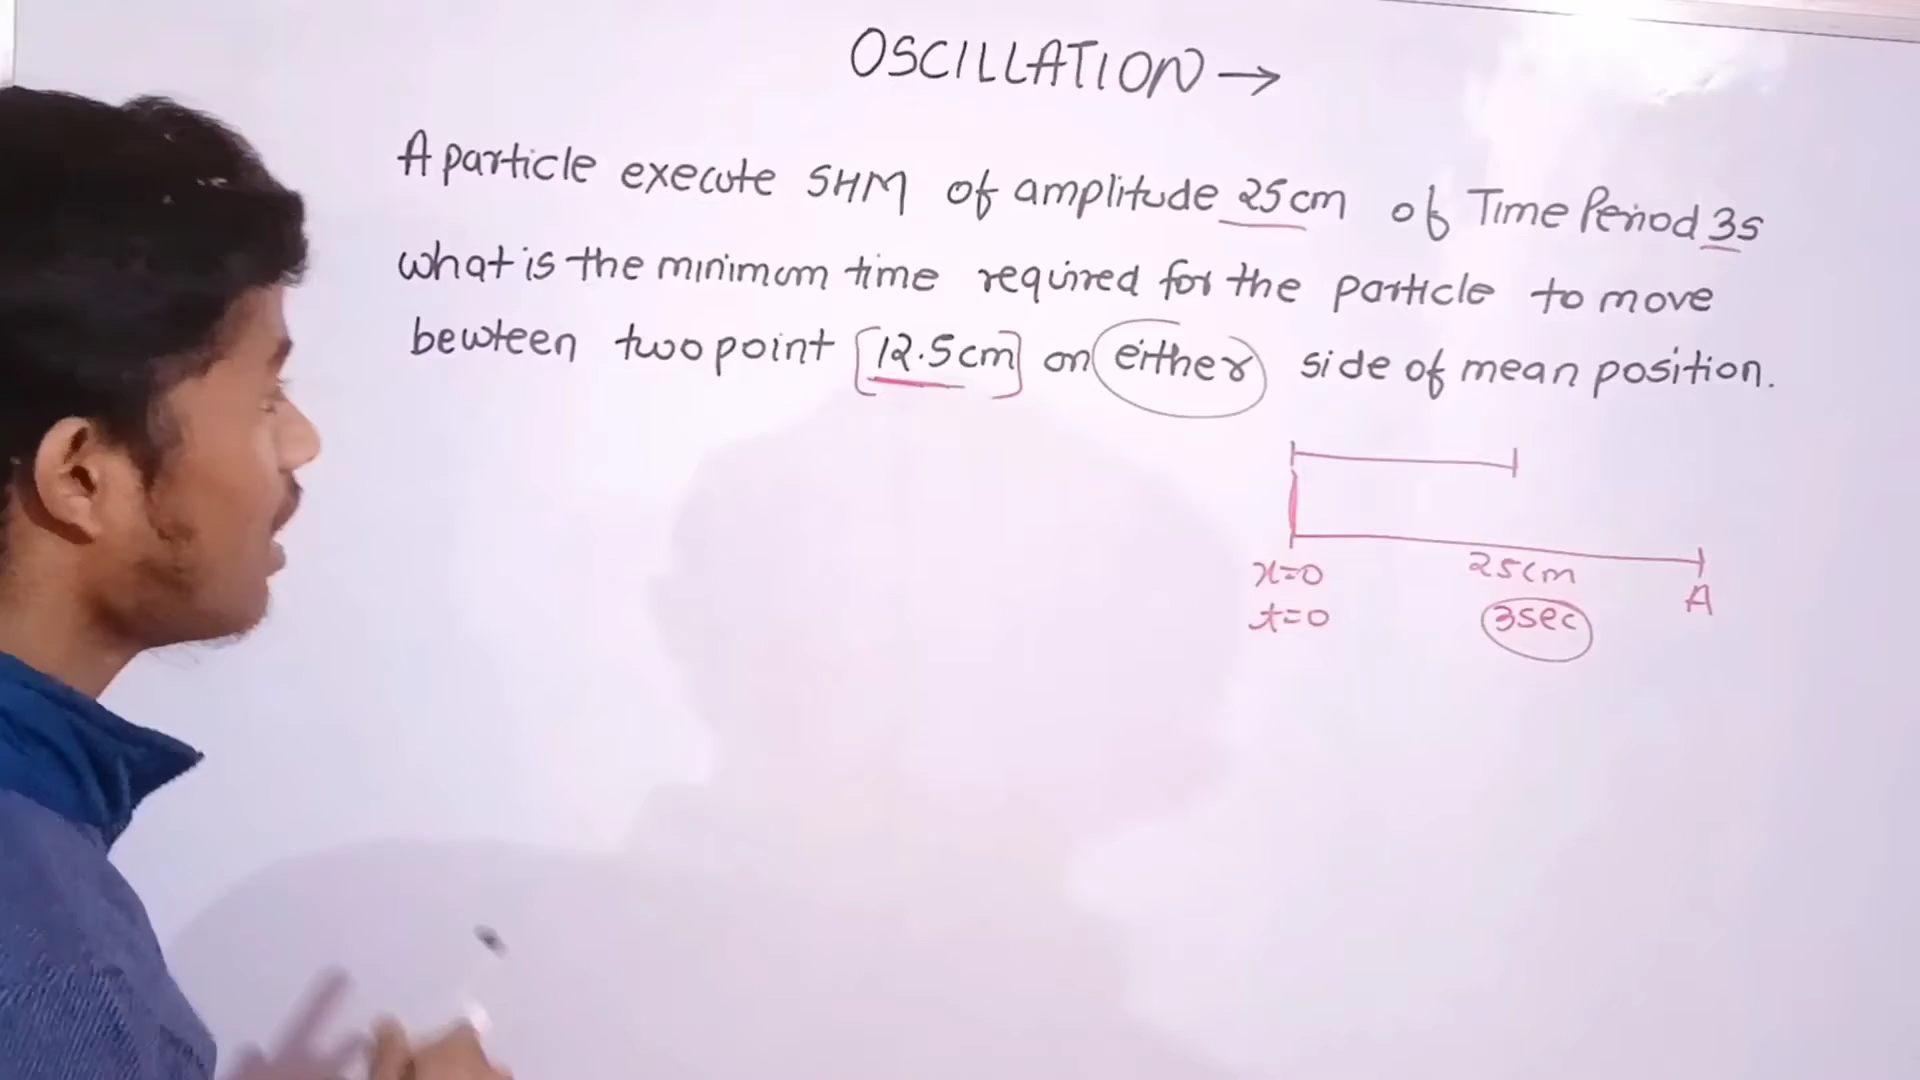 OSCILLATION →
A particle execute SHM of amplitude 25cm of Time Period 3s
what is the minimum time required for the particle to move
bewteen two point [12.5cm] on either side of mean position.
x=0 25cm A
t=0 3sec